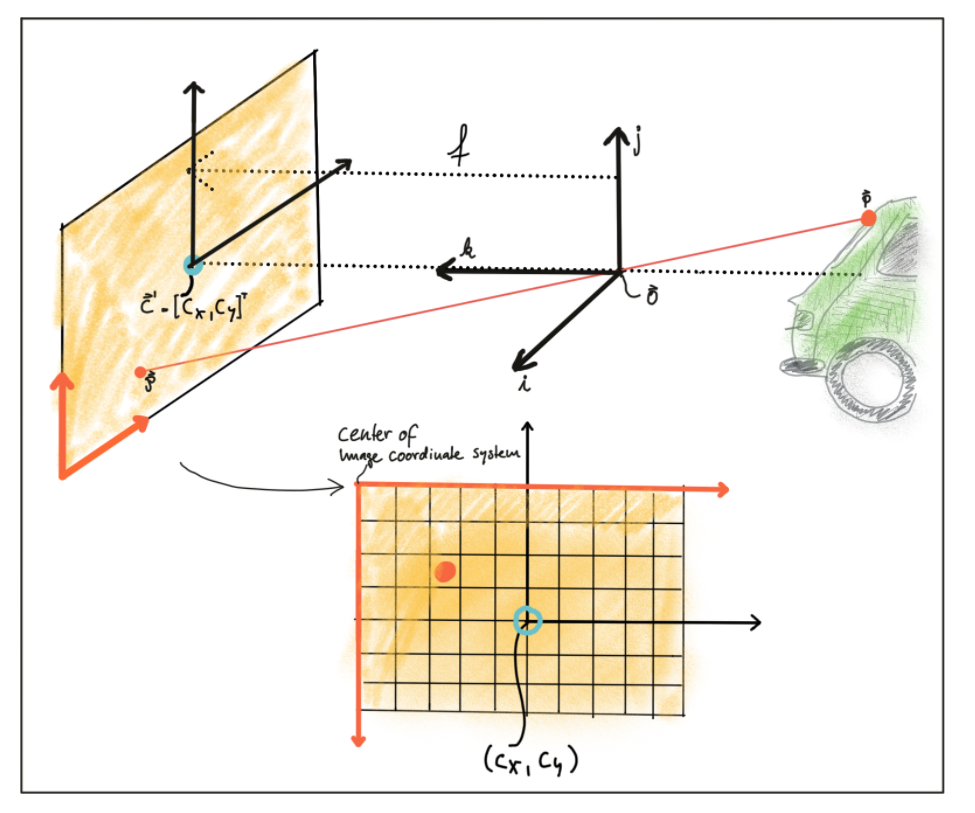 f
j
P⃗
k
C⃗' = [Cx, Cy]ᵀ
O⃗
i
p⃗
Center of
image coordinate system
(Cx, Cy)